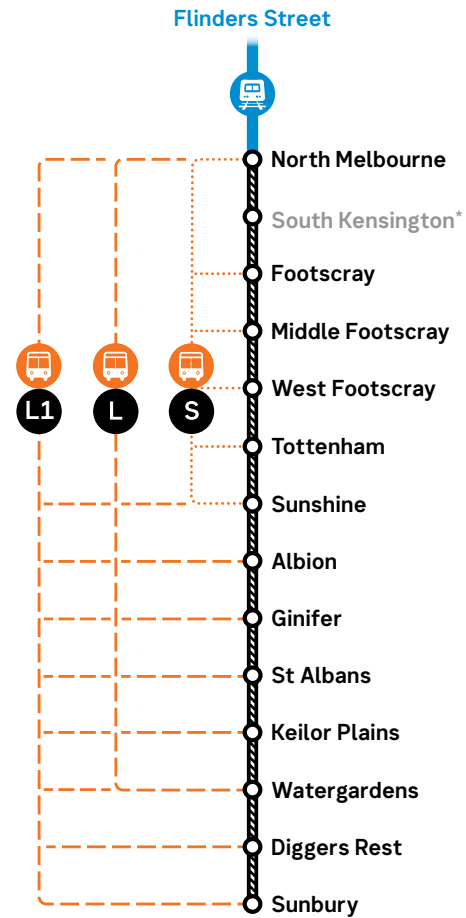 Flinders Street
North Melbourne
South Kensington*
Footscray
Middle Footscray
West Footscray
L1 L S
Tottenham
Sunshine
Albion
Ginifer
St Albans
Keilor Plains
Watergardens
Diggers Rest
Sunbury